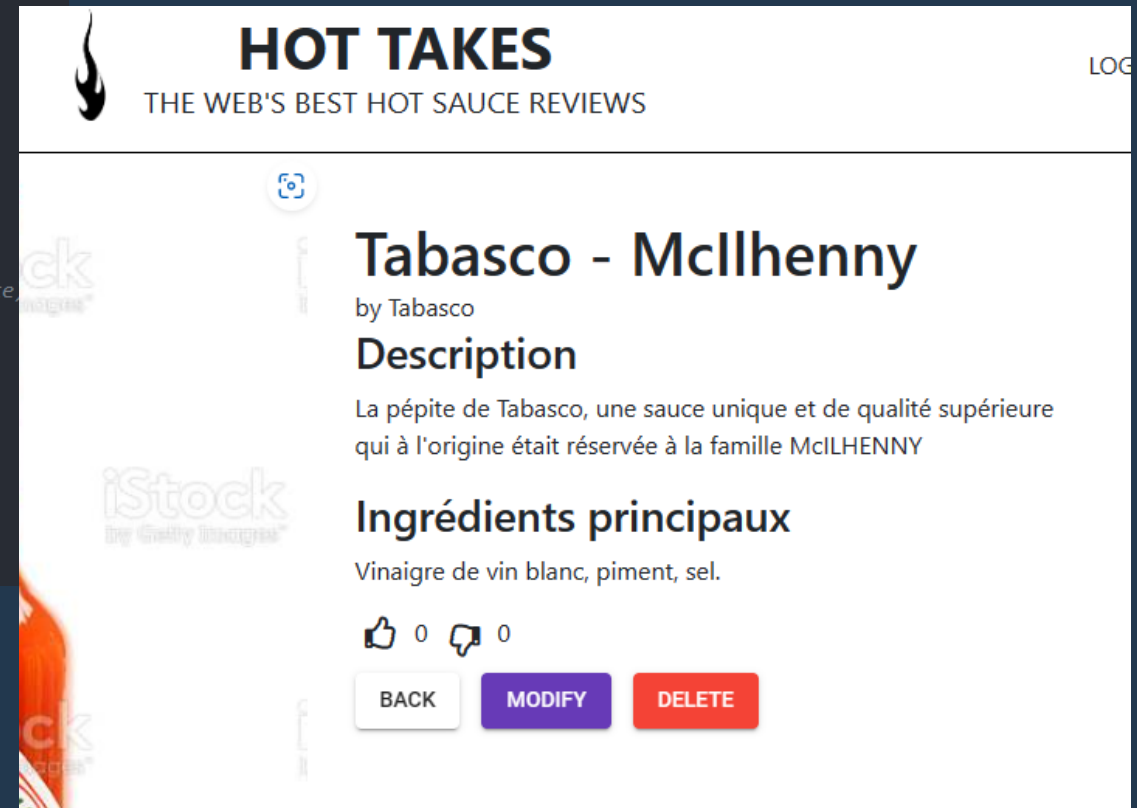 HOT TAKES
THE WEB'S BEST HOT SAUCE REVIEWS
LOG
Tabasco - McIlhenny
by Tabasco
Description
La pépite de Tabasco, une sauce unique et de qualité supérieure
qui à l'origine était réservée à la famille McILHENNY
Ingrédients principaux
Vinaigre de vin blanc, piment, sel.
0 0
BACK MODIFY DELETE
iStock
by Getty Images™